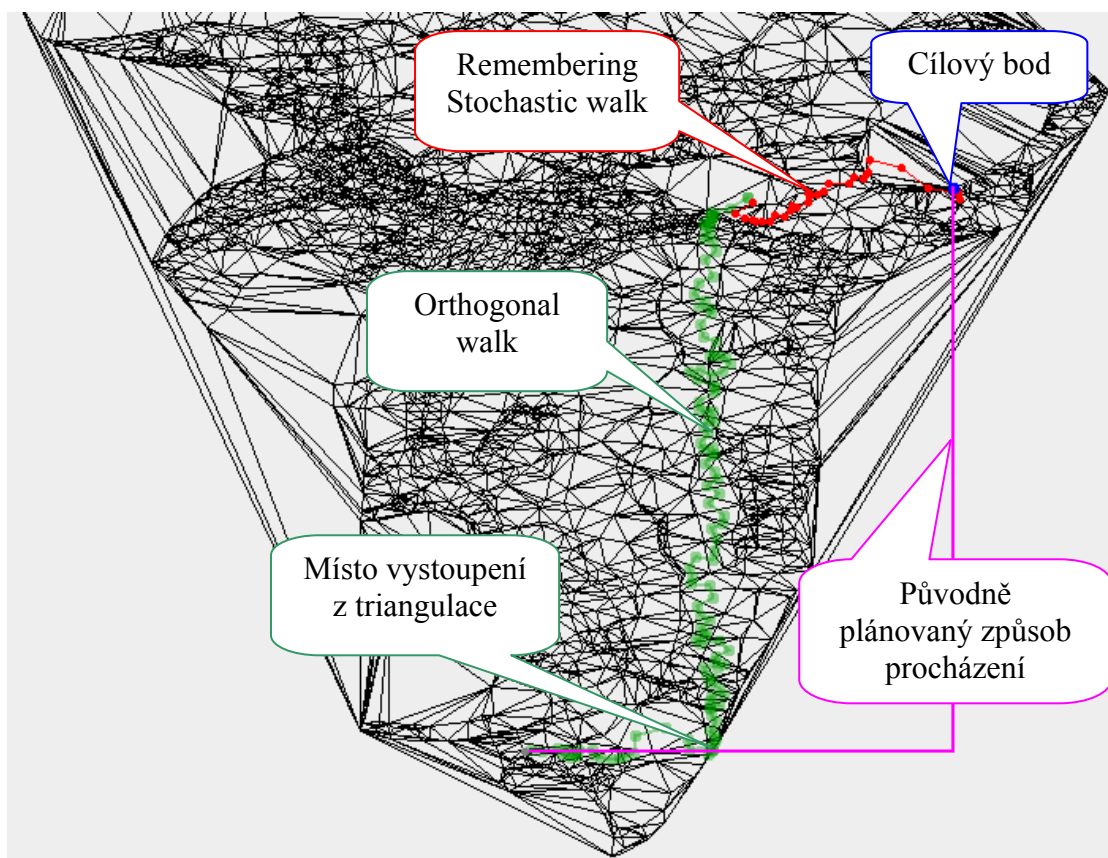 Remembering
Stochastic walk
Cílový bod
Orthogonal
walk
Místo vystoupení
z triangulace
Původně
plánovaný způsob
procházení